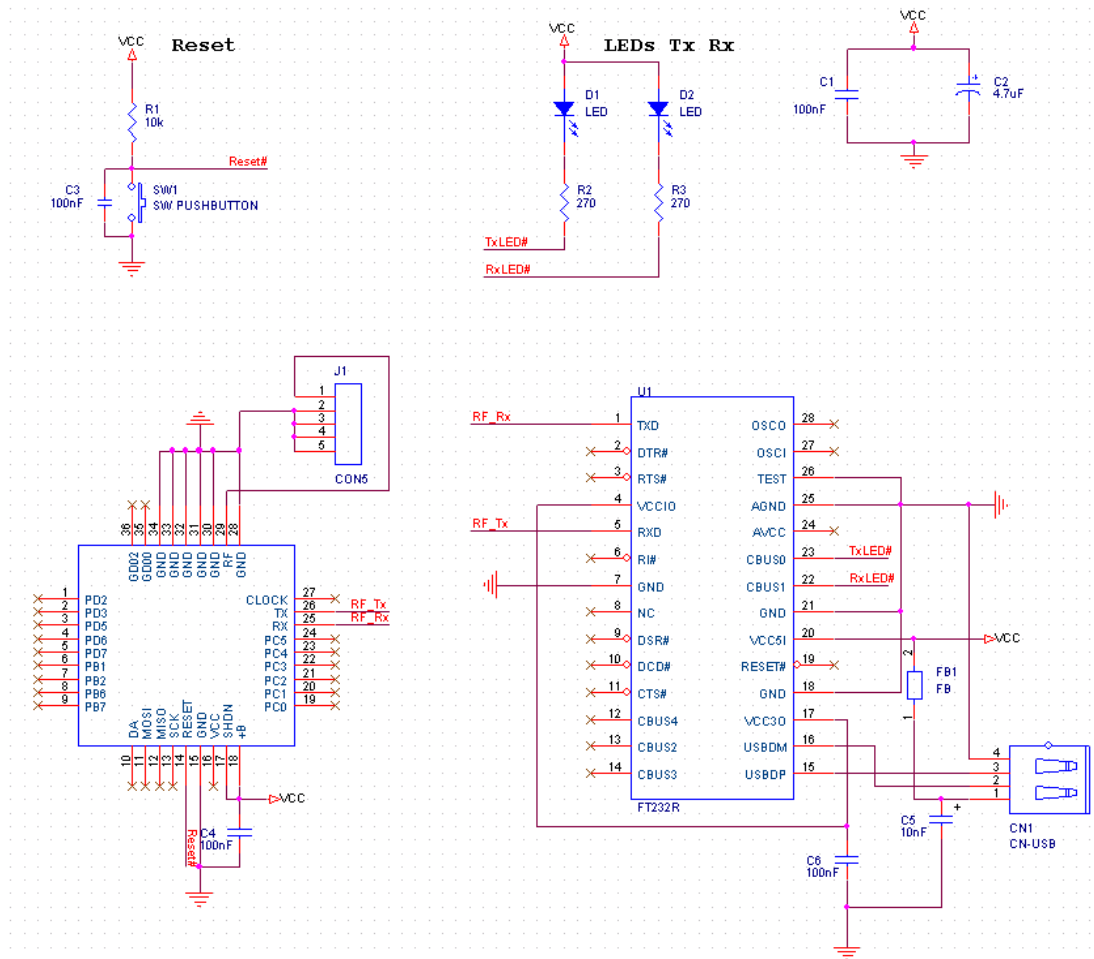 VCC
Reset
R1
10k
Reset#
C3
100nF
SW1
SW PUSHBUTTON
VCC
LEDs Tx Rx
D1
LED
D2
LED
R2
270
R3
270
TxLED#
RxLED#
VCC
C1
100nF
C2
4.7uF
+
J1
1
2
3
4
5
CON5
36
35
34
33
32
31
30
29
28
GDO2
GDO0
GND
GND
GND
GND
GND
RF
GND
1 PD2
2 PD3
3 PD5
4 PD6
5 PD7
6 PB1
7 PB2
8 PB6
9 PB7
CLOCK 27
TX 26 RF_Tx
RX 25 RF_Rx
PC5 24
PC4 23
PC3 22
PC2 21
PC1 20
PC0 19
DA
MOSI
MISO
SCK
RESET
GND
VCC
SHDN
+B
10
11
12
13
14
15
16
17
18
VCC
Reset#
C4
100nF
U1
RF_Rx 1 TXD
2 DTR#
3 RTS#
4 VCCIO
RF_Tx 5 RXD
6 RI#
7 GND
8 NC
9 DSR#
10 DCD#
11 CTS#
12 CBUS4
13 CBUS2
14 CBUS3
OSCO 28
OSCI 27
TEST 26
AGND 25
AVCC 24
CBUS0 23 TxLED#
CBUS1 22 RxLED#
GND 21
VCC5I 20 VCC
RESET# 19
GND 18
VCC3O 17
USBDM 16
USBDP 15
FT232R
2
FB1
FB
1
4
3
2
1
CN1
CN-USB
C5
10nF
+
C6
100nF